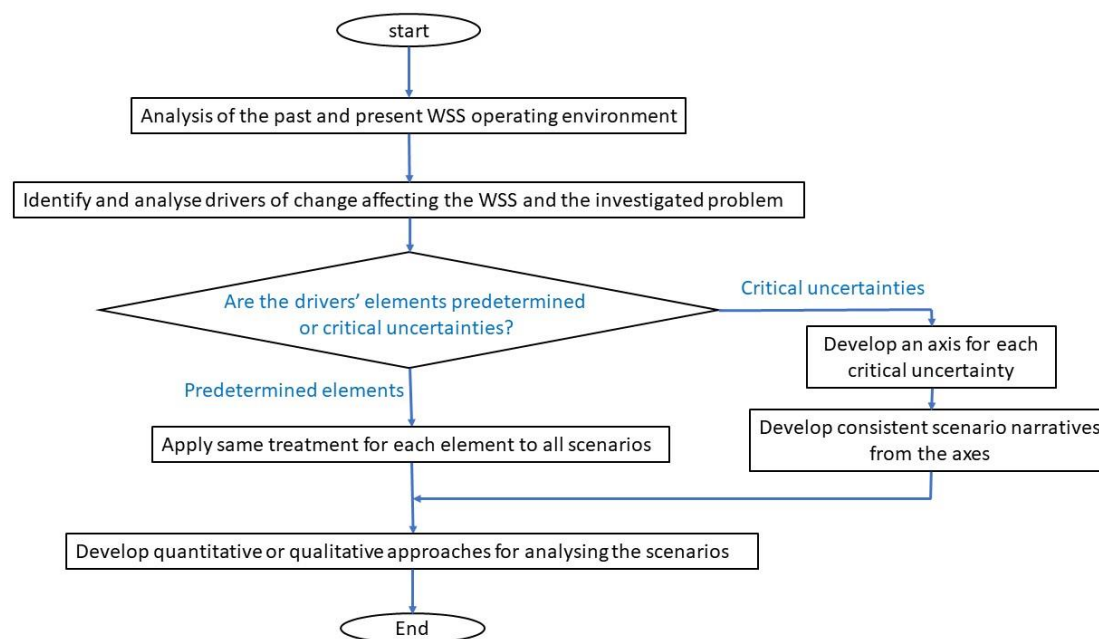 start
Analysis of the past and present WSS operating environment
Identify and analyse drivers of change affecting the WSS and the investigated problem
Are the drivers’ elements predetermined
or critical uncertainties?
Critical uncertainties
Develop an axis for each
critical uncertainty
Predetermined elements
Apply same treatment for each element to all scenarios
Develop consistent scenario narratives
from the axes
Develop quantitative or qualitative approaches for analysing the scenarios
End